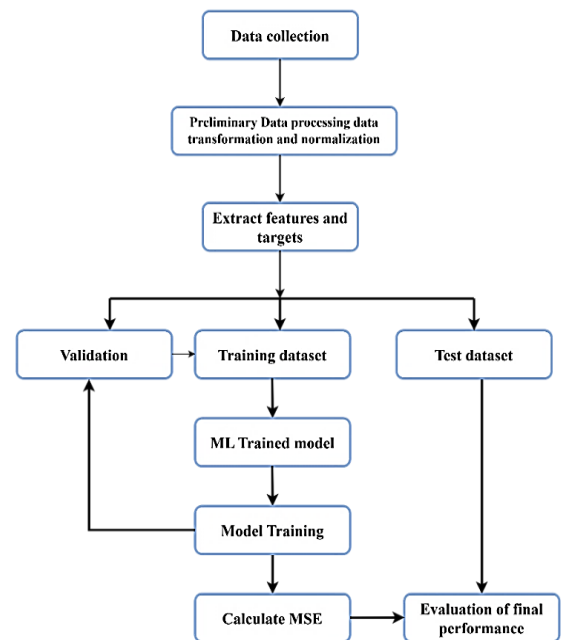 Data collection
Preliminary Data processing data
transformation and normalization
Extract features and
targets
Validation
Training dataset
Test dataset
ML Trained model
Model Training
Calculate MSE
Evaluation of final
performance